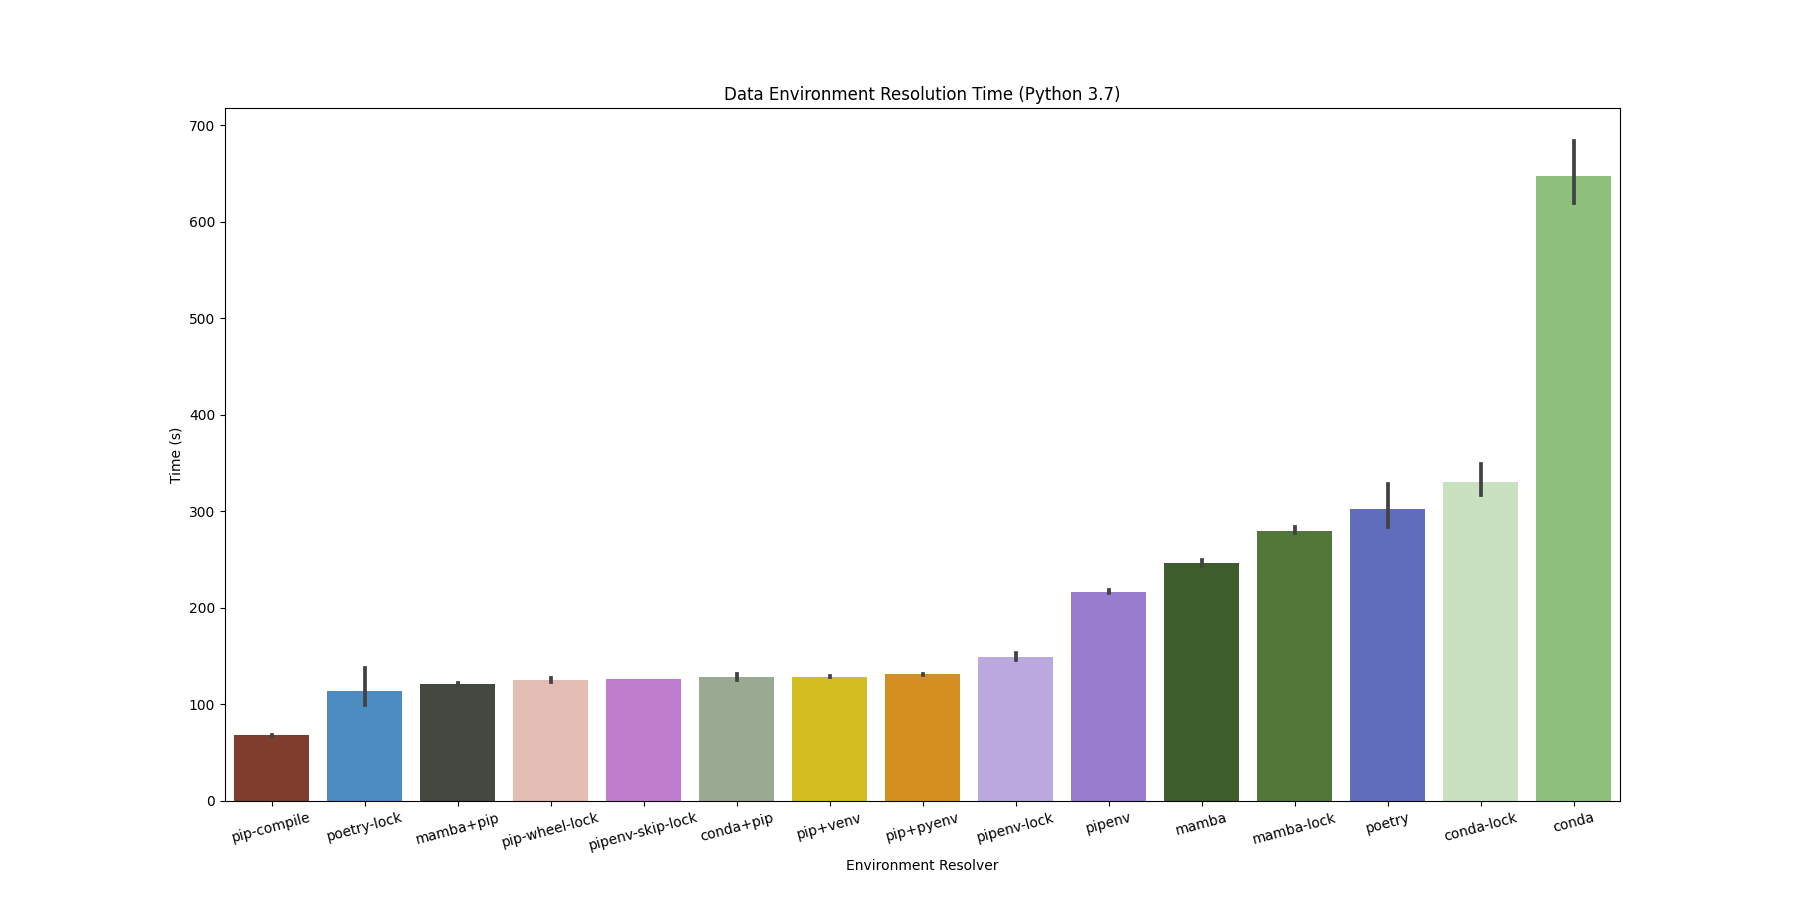 Data Environment Resolution Time (Python 3.7)
700
600
500
400
300
200
100
0
Time (s)
pip-compile
poetry-lock
mamba+pip
pip-wheel-lock
pipenv-skip-lock
conda+pip
pip+venv
pip+pyenv
pipenv-lock
pipenv
mamba
mamba-lock
poetry
conda-lock
conda
Environment Resolver